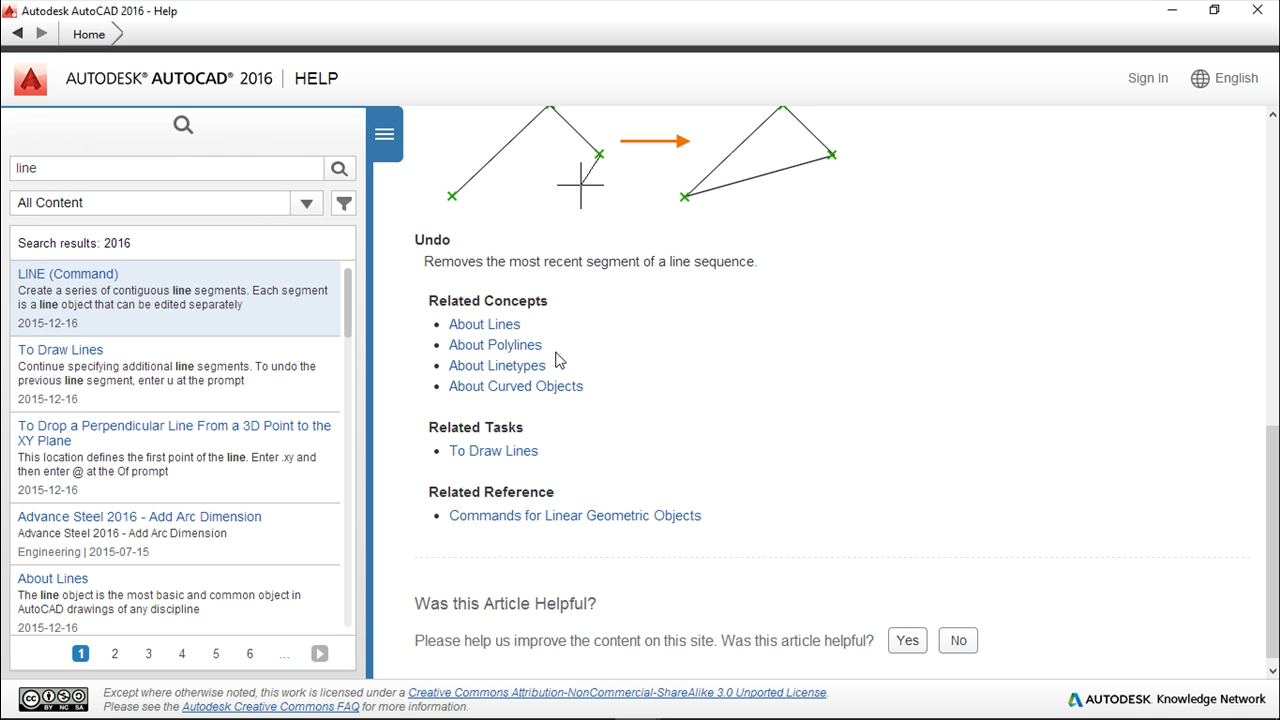 Autodesk AutoCAD 2016 - Help
Home
AUTODESK® AUTOCAD® 2016 | HELP
Sign In
English
line
All Content
Search results: 2016
LINE (Command)
Create a series of contiguous line segments. Each segment
is a line object that can be edited separately
2015-12-16
To Draw Lines
Continue specifying additional line segments. To undo the
previous line segment, enter u at the prompt
2015-12-16
To Drop a Perpendicular Line From a 3D Point to the
XY Plane
This location defines the first point of the line. Enter .xy and
then enter @ at the Of prompt
2015-12-16
Advance Steel 2016 - Add Arc Dimension
Advance Steel 2016 - Add Arc Dimension
Engineering | 2015-07-15
About Lines
The line object is the most basic and common object in
AutoCAD drawings of any discipline
2015-12-16
1 2 3 4 5 6 ...
Undo
Removes the most recent segment of a line sequence.
Related Concepts
• About Lines
• About Polylines
• About Linetypes
• About Curved Objects
Related Tasks
• To Draw Lines
Related Reference
• Commands for Linear Geometric Objects
Was this Article Helpful?
Please help us improve the content on this site. Was this article helpful? Yes No
cc BY NC SA
Except where otherwise noted, this work is licensed under a Creative Commons Attribution-NonCommercial-ShareAlike 3.0 Unported License.
Please see the Autodesk Creative Commons FAQ for more information.
AUTODESK® Knowledge Network